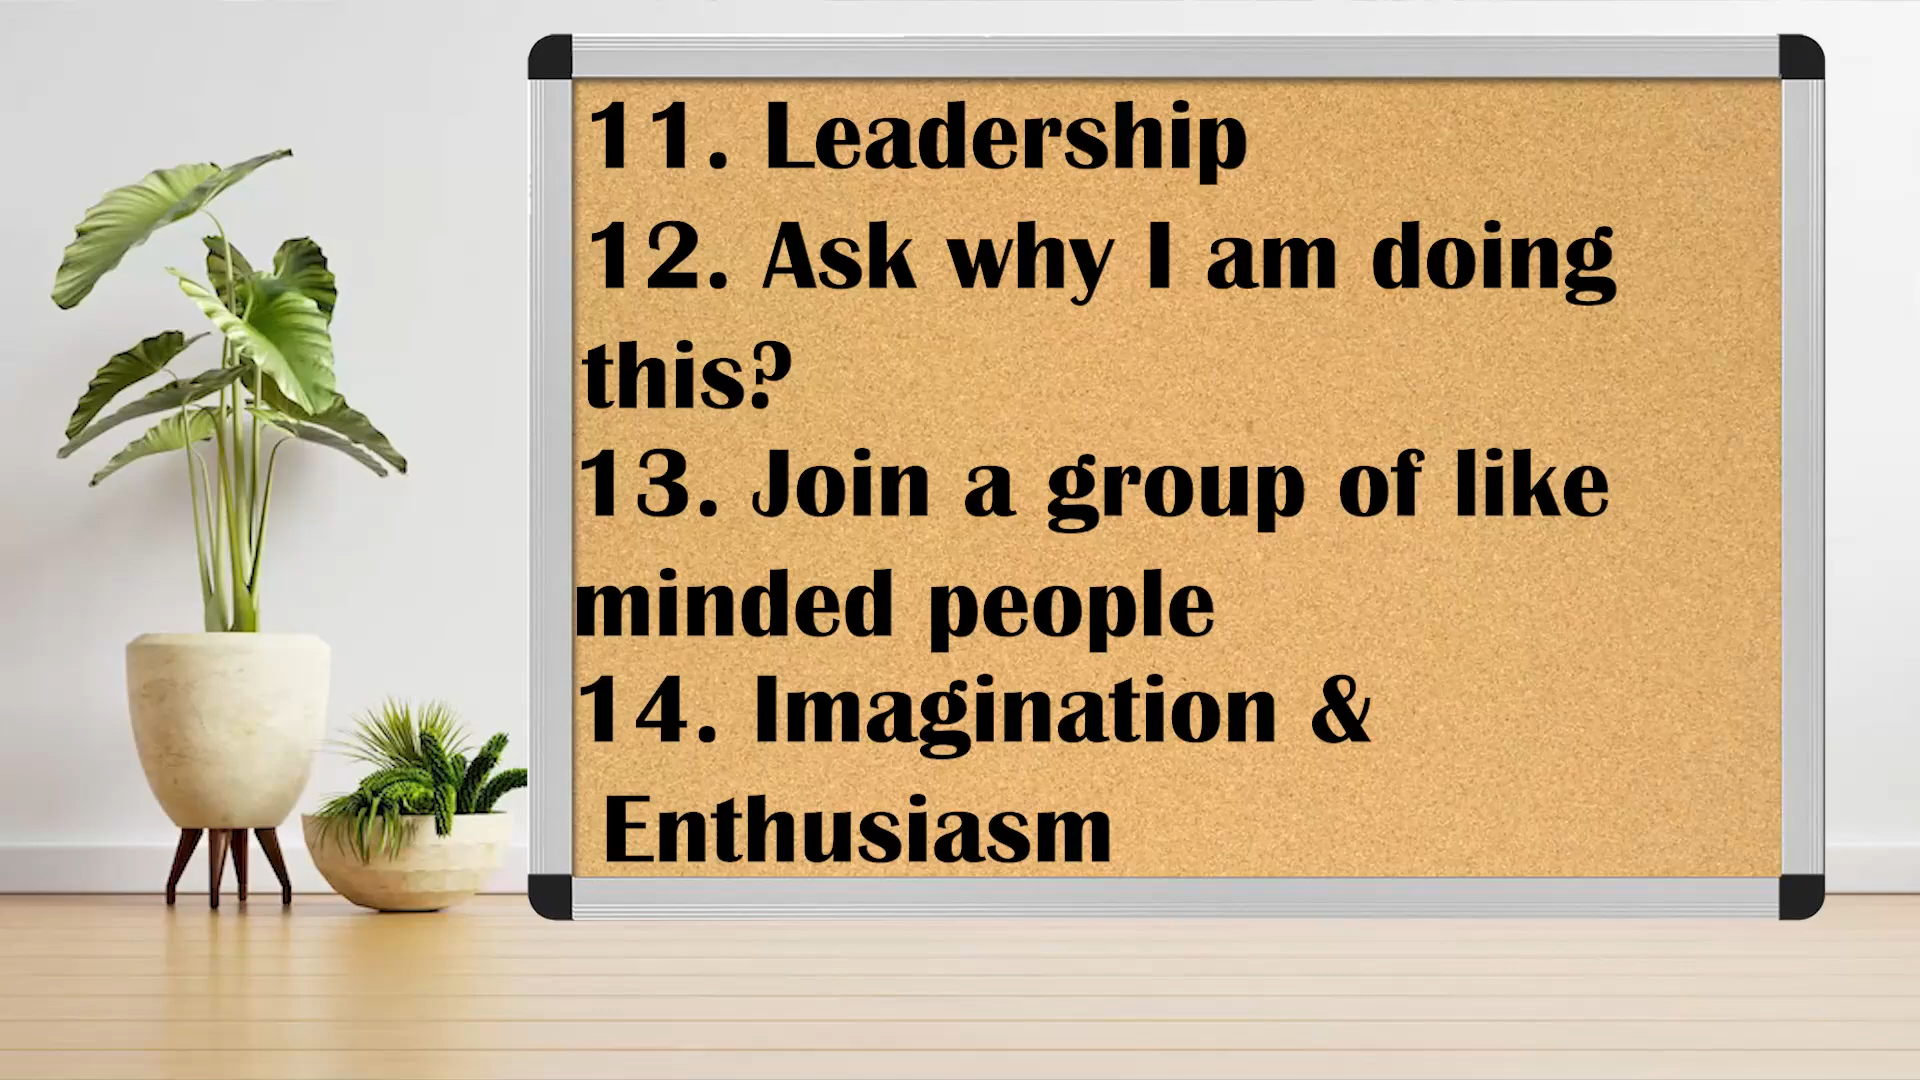 11. Leadership
12. Ask why I am doing
this?
13. Join a group of like
minded people
14. Imagination &
Enthusiasm